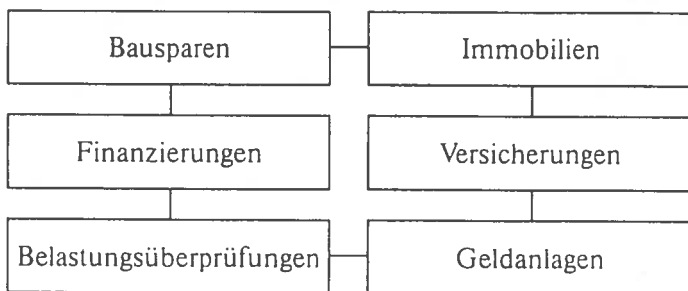 Bausparen
Immobilien
Finanzierungen
Versicherungen
Belastungsüberprüfungen
Geldanlagen